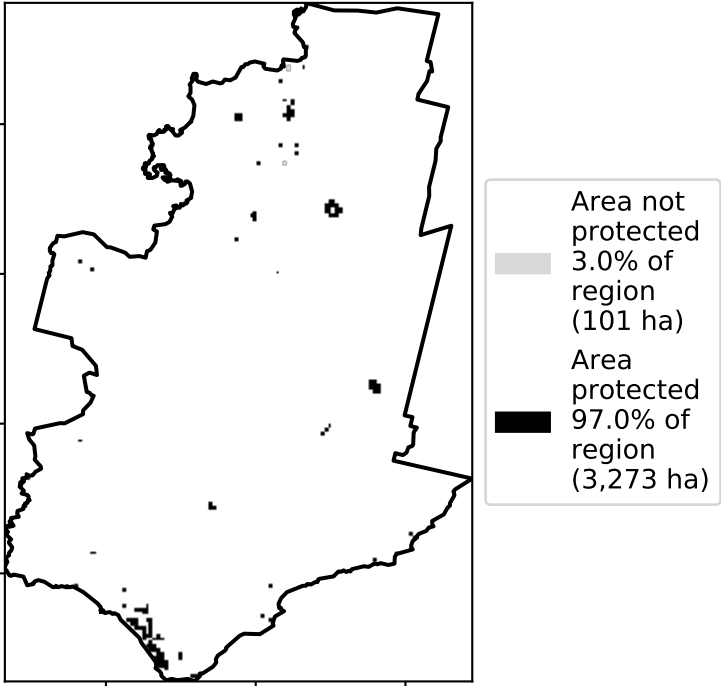 Area not
protected
3.0% of
region
(101 ha)
Area
protected
97.0% of
region
(3,273 ha)